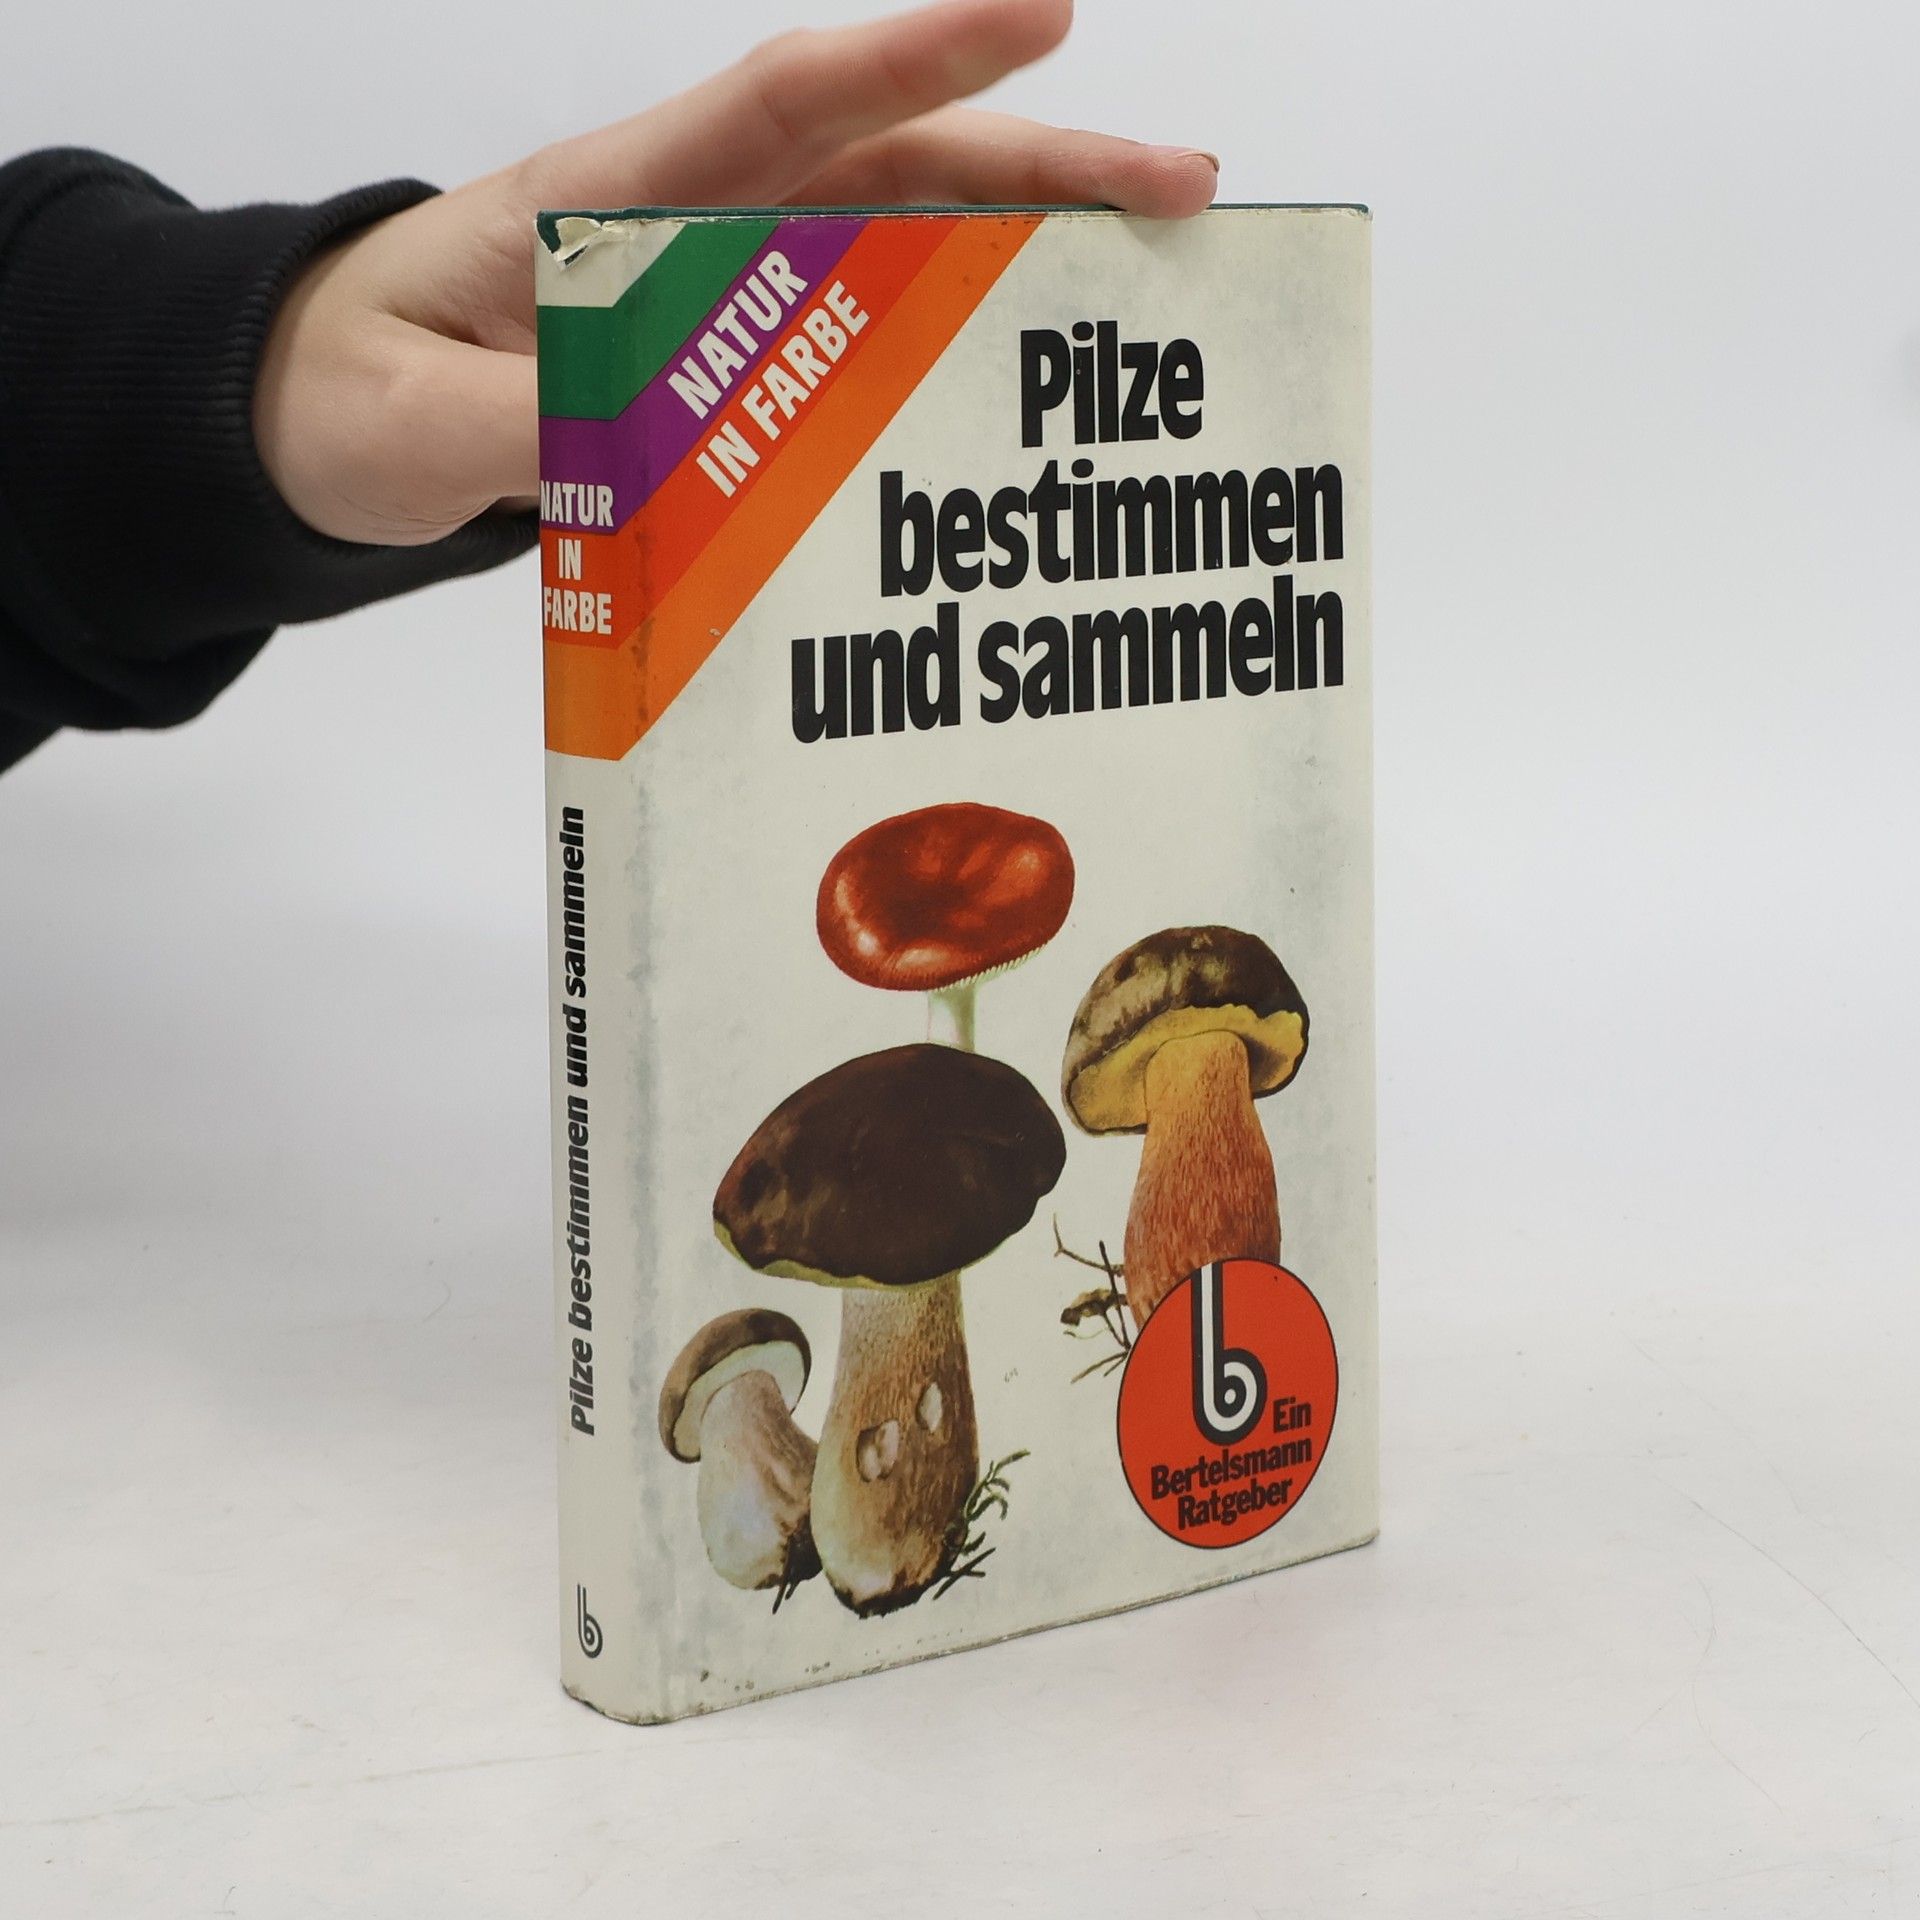 NATUR
IN FARBE
Pilze
bestimmen
und sammeln
NATUR
IN
FARBE
Pilze bestimmen und sammeln
b
b
Ein
Bertelsmann
Ratgeber